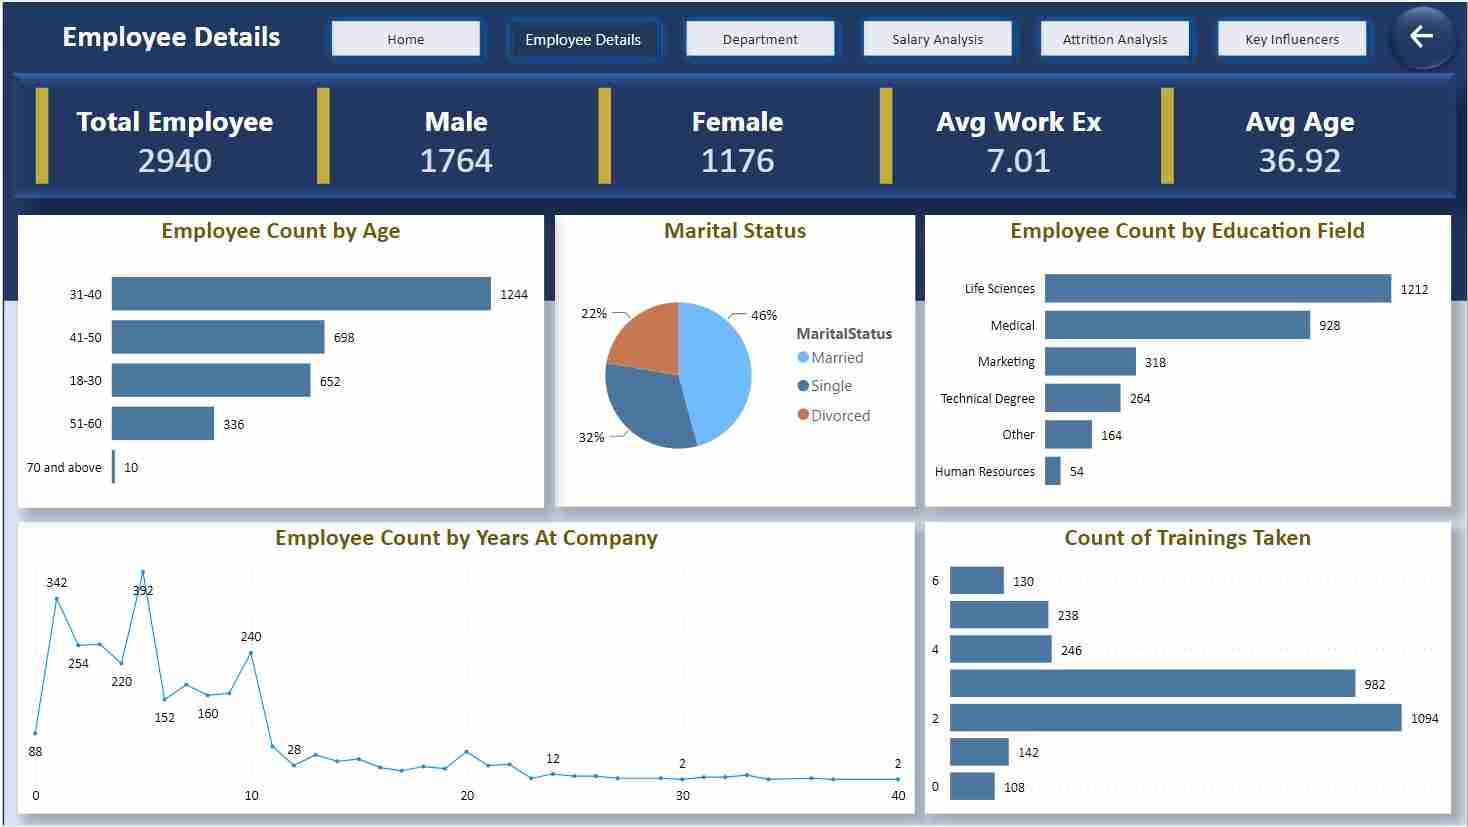 Employee Details
Home
Employee Details
Department
Salary Analysis
Attrition Analysis
Key Influencers
Total Employee
2940
Male
1764
Female
1176
Avg Work Ex
7.01
Avg Age
36.92
Employee Count by Age
31-40
1244
41-50
698
18-30
652
51-60
336
70 and above
10
Marital Status
22%
46%
32%
MaritalStatus
Married
Single
Divorced
Employee Count by Education Field
Life Sciences
1212
Medical
928
Marketing
318
Technical Degree
264
Other
164
Human Resources
54
Employee Count by Years At Company
342
392
254
220
152
160
240
88
28
12
2
2
0
10
20
30
40
Count of Trainings Taken
6
130
238
4
246
982
2
1094
142
0
108